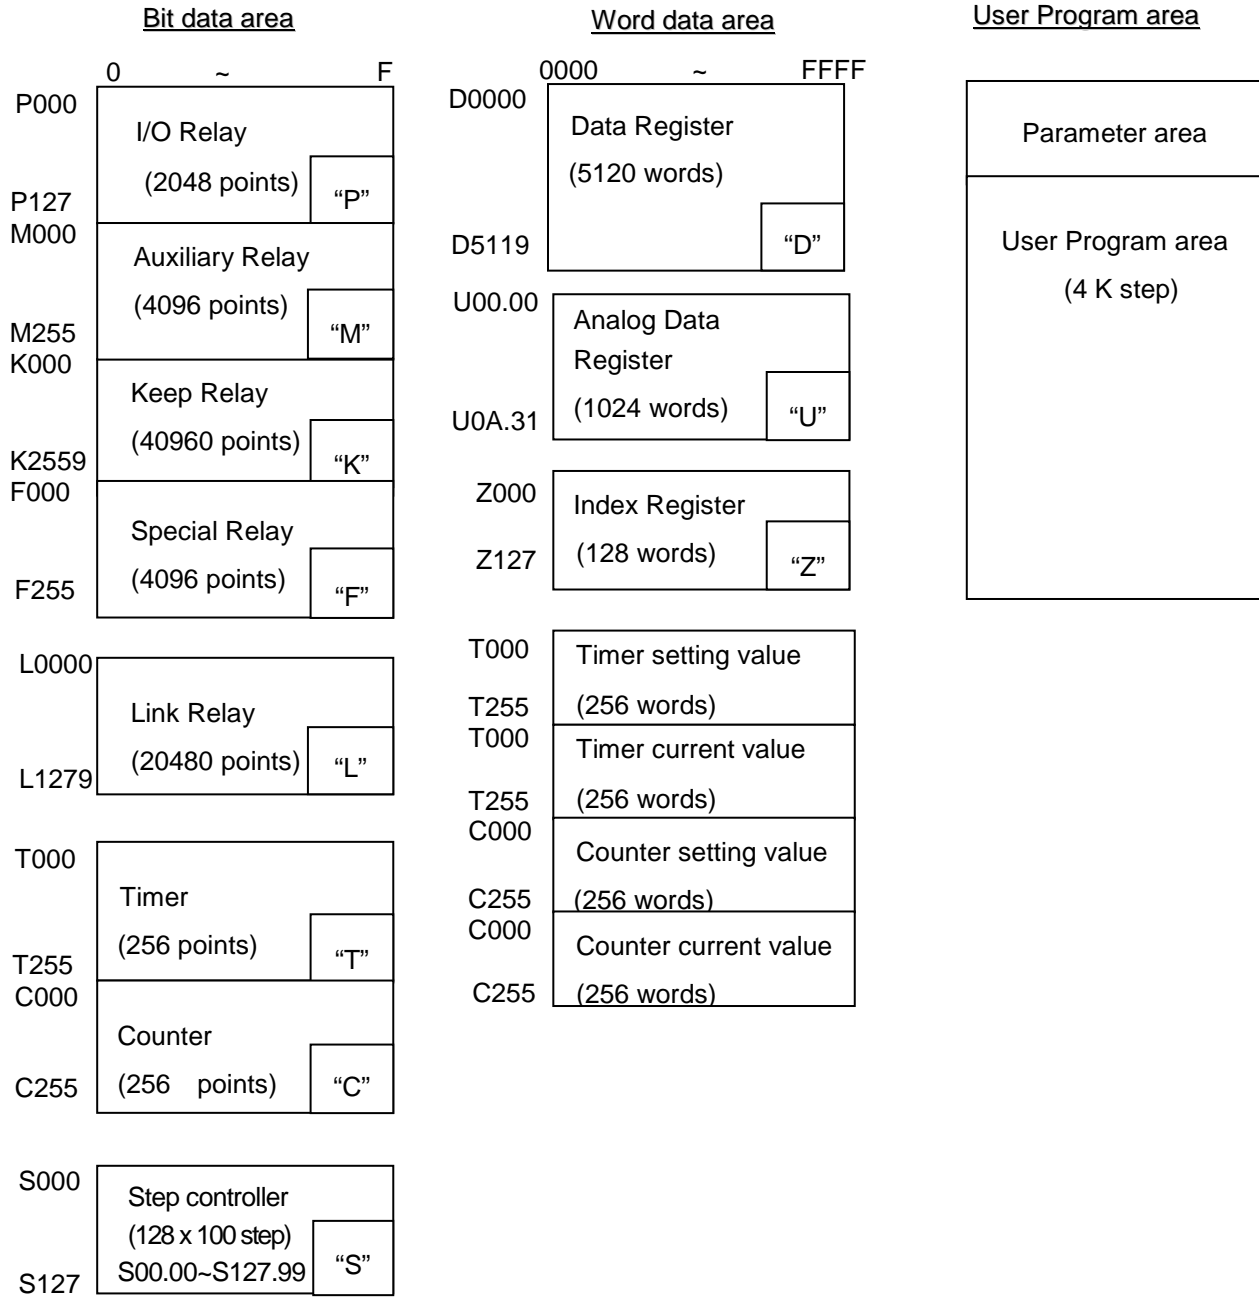 Bit data area
0 ~ F
P000
I/O Relay
(2048 points)
“P”
P127
M000
Auxiliary Relay
(4096 points)
“M”
M255
K000
Keep Relay
(40960 points)
“K”
K2559
F000
Special Relay
(4096 points)
“F”
F255
L0000
Link Relay
(20480 points)
“L”
L1279
T000
Timer
(256 points)
“T”
T255
C000
Counter
(256 points)
“C”
C255
S000
Step controller
(128 x 100 step)
S00.00~S127.99
“S”
S127
Word data area
0000 ~ FFFF
D0000
Data Register
(5120 words)
“D”
D5119
U00.00
Analog Data
Register
(1024 words)
“U”
U0A.31
Z000
Index Register
(128 words)
“Z”
Z127
T000
Timer setting value
T255
(256 words)
T000
Timer current value
T255
(256 words)
C000
Counter setting value
C255
(256 words)
C000
Counter current value
C255
(256 words)
User Program area
Parameter area
User Program area
(4 K step)